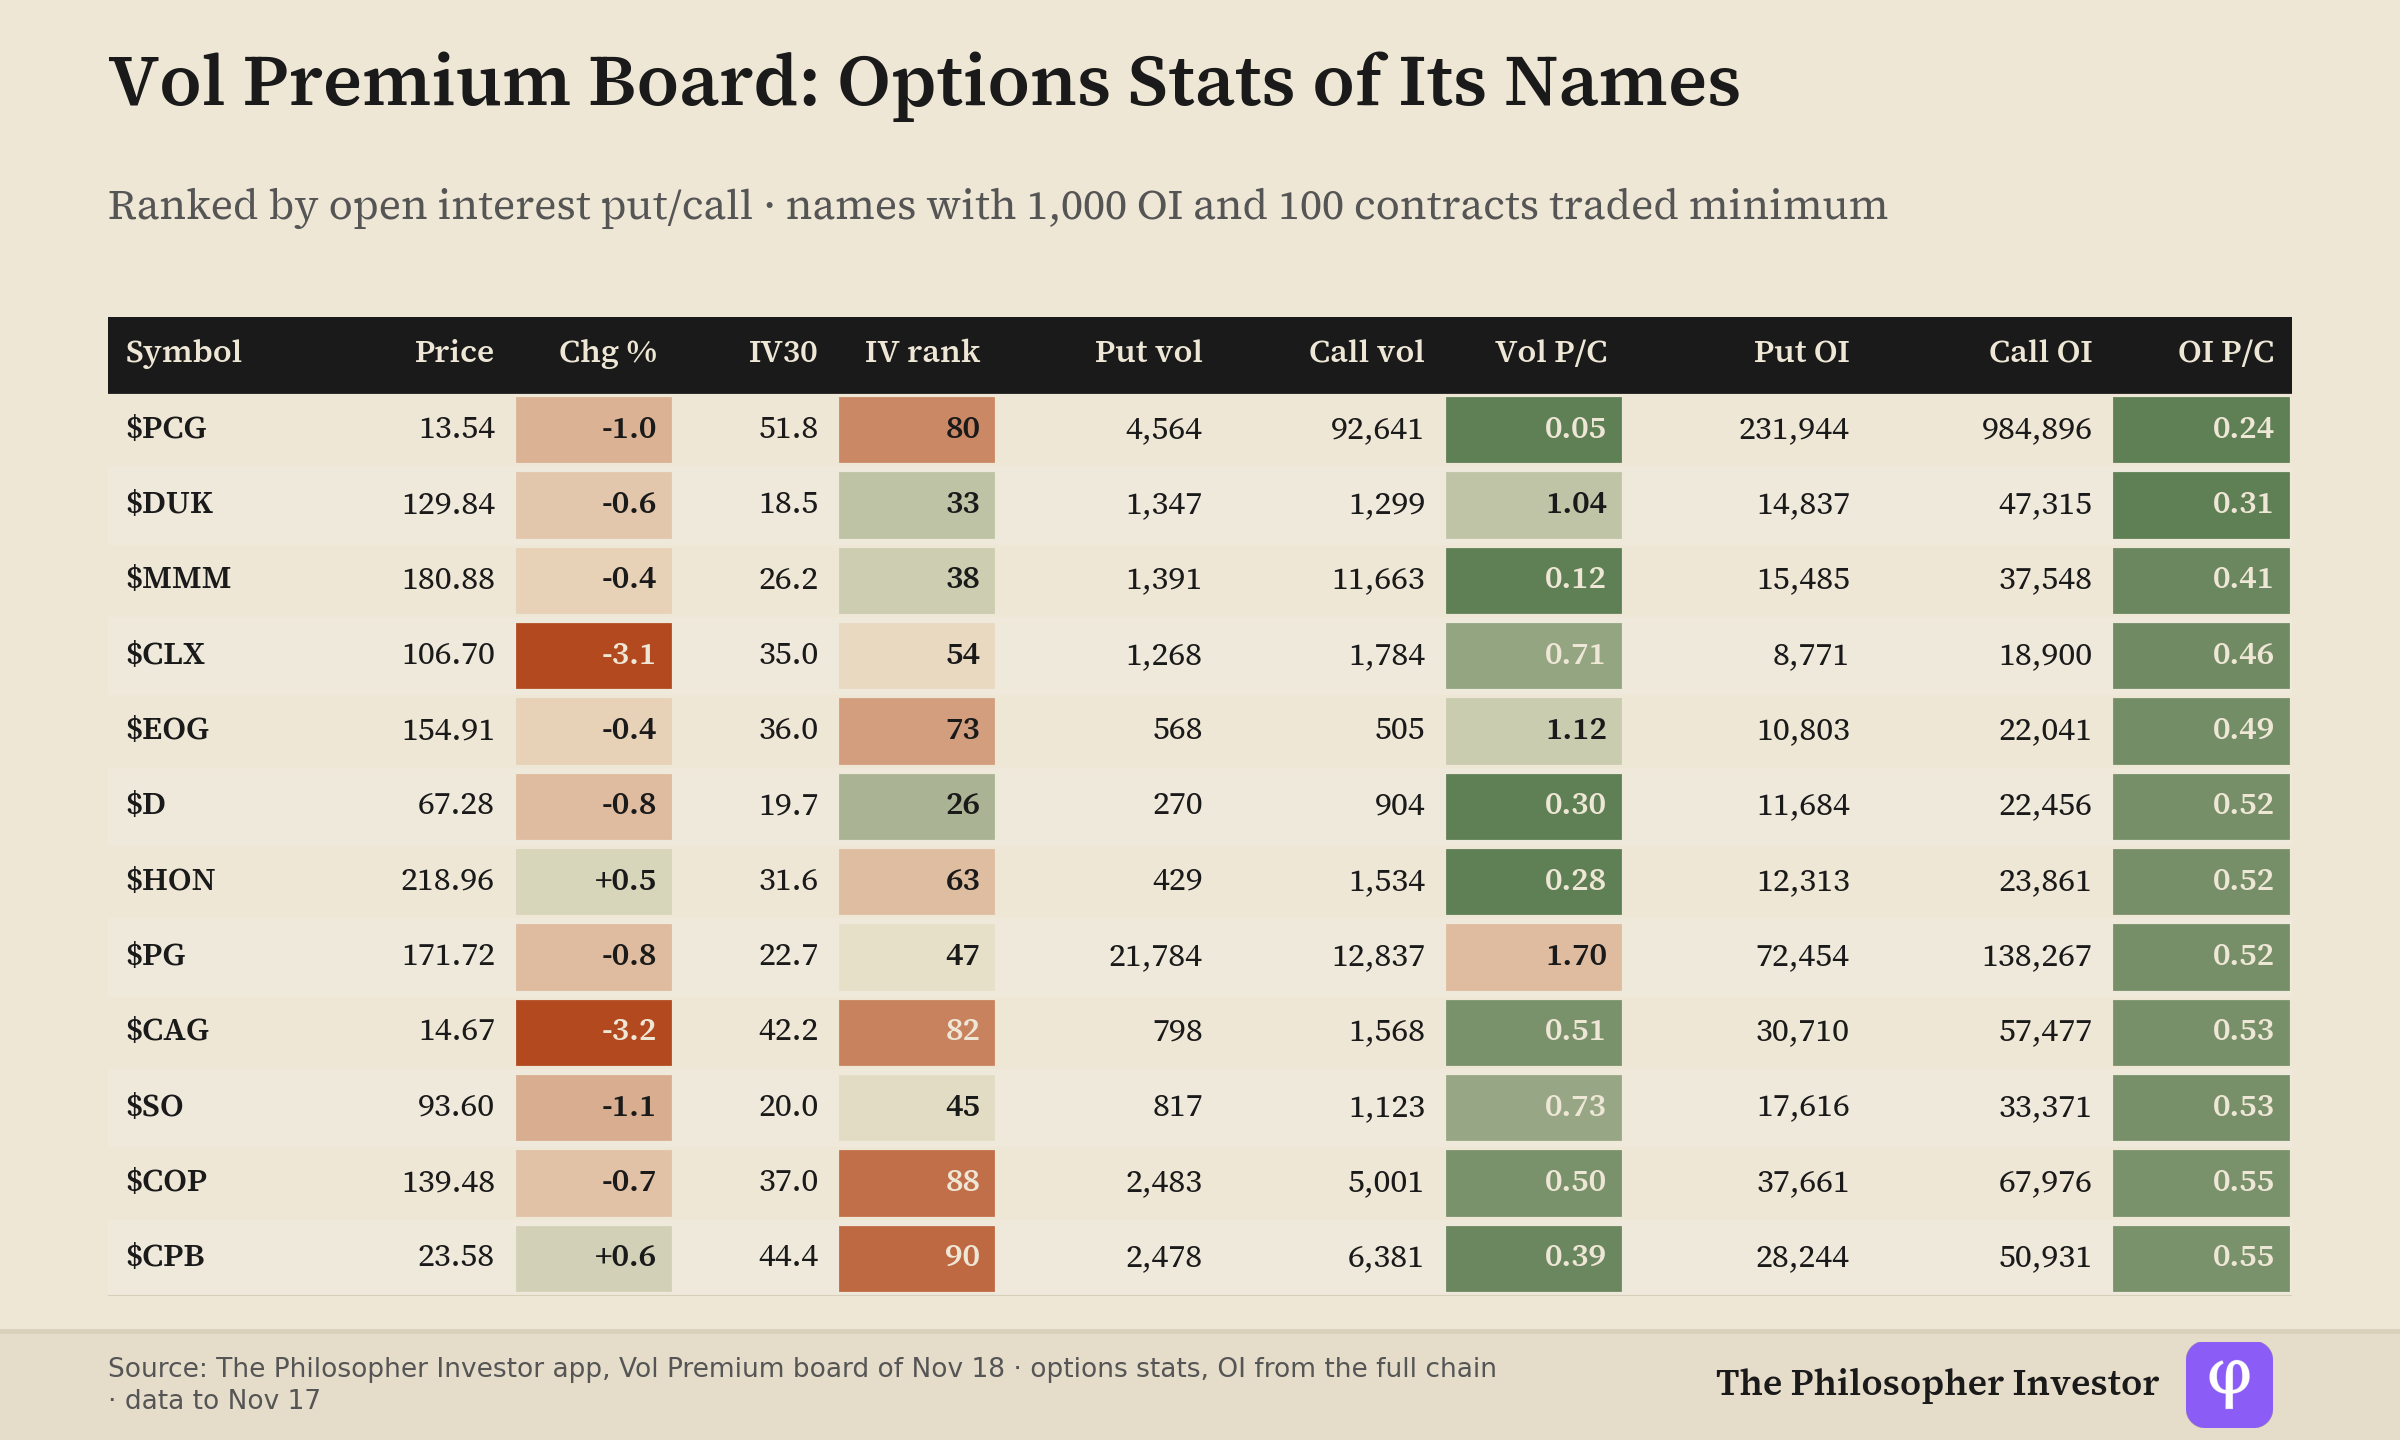 Vol Premium Board: Options Stats of Its Names
Ranked by open interest put/call · names with 1,000 OI and 100 contracts traded minimum
Symbol Price Chg % IV30 IV rank Put vol Call vol Vol P/C Put OI Call OI OI P/C
$PCG 13.54 -1.0 51.8 80 4,564 92,641 0.05 231,944 984,896 0.24
$DUK 129.84 -0.6 18.5 33 1,347 1,299 1.04 14,837 47,315 0.31
$MMM 180.88 -0.4 26.2 38 1,391 11,663 0.12 15,485 37,548 0.41
$CLX 106.70 -3.1 35.0 54 1,268 1,784 0.71 8,771 18,900 0.46
$EOG 154.91 -0.4 36.0 73 568 505 1.12 10,803 22,041 0.49
$D 67.28 -0.8 19.7 26 270 904 0.30 11,684 22,456 0.52
$HON 218.96 +0.5 31.6 63 429 1,534 0.28 12,313 23,861 0.52
$PG 171.72 -0.8 22.7 47 21,784 12,837 1.70 72,454 138,267 0.52
$CAG 14.67 -3.2 42.2 82 798 1,568 0.51 30,710 57,477 0.53
$SO 93.60 -1.1 20.0 45 817 1,123 0.73 17,616 33,371 0.53
$COP 139.48 -0.7 37.0 88 2,483 5,001 0.50 37,661 67,976 0.55
$CPB 23.58 +0.6 44.4 90 2,478 6,381 0.39 28,244 50,931 0.55
Source: The Philosopher Investor app, Vol Premium board of Nov 18 · options stats, OI from the full chain
· data to Nov 17
The Philosopher Investor φ